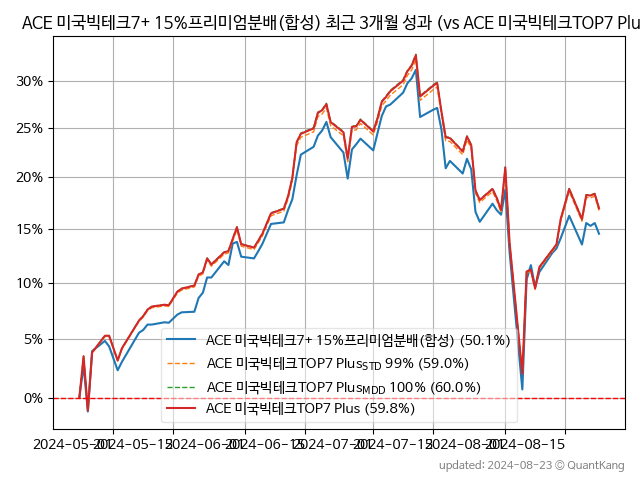 ACE 미국빅테크7+ 15%프리미엄분배(합성) 최근 3개월 성과 (vs ACE 미국빅테크TOP7 Plu
30%
25%
20%
15%
10%
5%
0%
ACE 미국빅테크7+ 15%프리미엄분배(합성) (50.1%)
ACE 미국빅테크TOP7 PlusSTD 99% (59.0%)
ACE 미국빅테크TOP7 PlusMDD 100% (60.0%)
ACE 미국빅테크TOP7 Plus (59.8%)
2024-05-01 2024-05-15 2024-06-01 2024-06-15 2024-07-01 2024-07-15 2024-08-01 2024-08-15
updated: 2024-08-23 © QuantKang